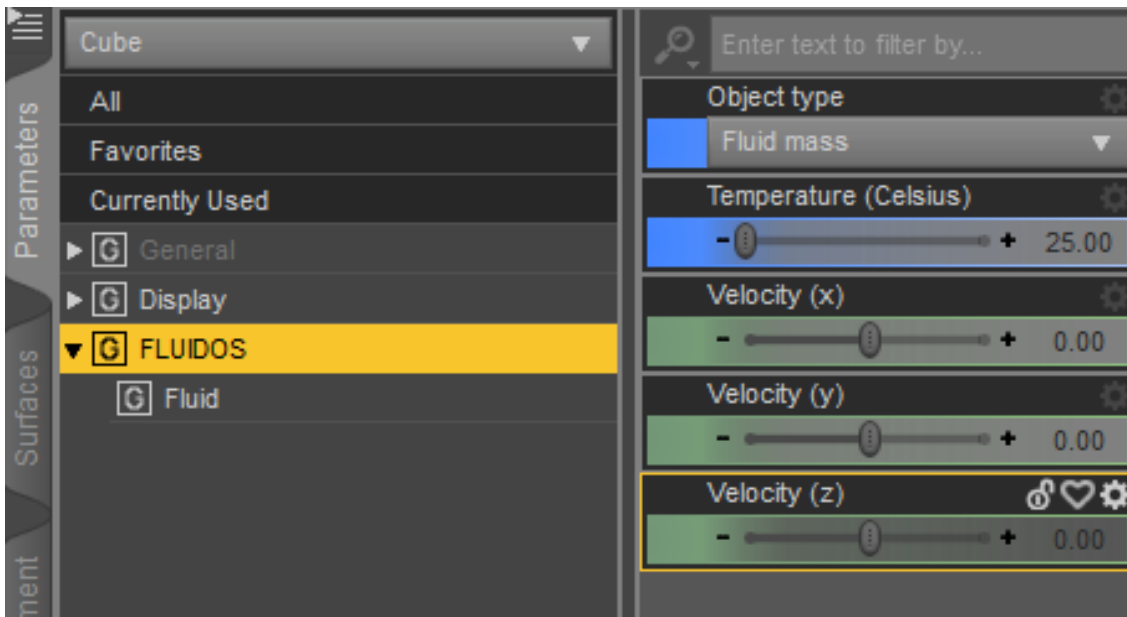 Parameters
Surfaces
ment
Cube
All
Favorites
Currently Used
G General
G Display
G FLUIDOS
G Fluid
Enter text to filter by...
Object type
Fluid mass
Temperature (Celsius)
- + 25.00
Velocity (x)
- + 0.00
Velocity (y)
- + 0.00
Velocity (z)
- + 0.00